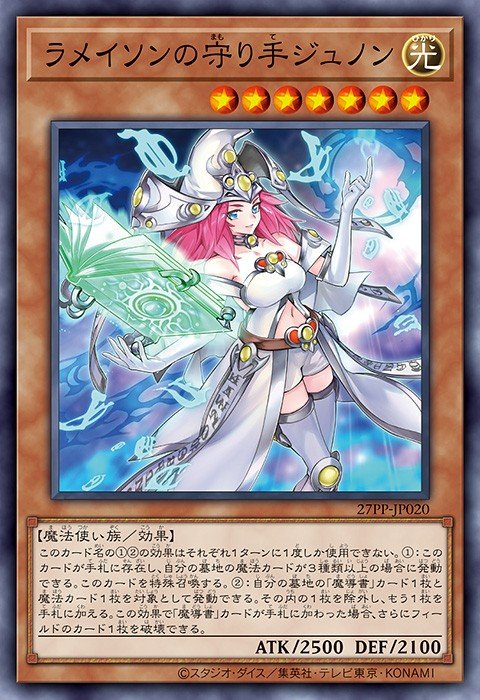 ラメイソンの守り手ジュノン
光
27PP-JP020
【魔法使い族/効果】
このカード名の①②の効果はそれぞれ1ターンに1度しか使用できない。①:この
カードが手札に存在し、自分の墓地の魔法カードが3種類以上の場合に発動
できる。このカードを特殊召喚する。②:自分の墓地の「魔導書」カード1枚と
魔法カード1枚を対象として発動できる。その内の1枚を除外し、もう1枚を
手札に加える。この効果で「魔導書」カードが手札に加わった場合、さらにフィ
ールドのカード1枚を破壊できる。
ATK/2500 DEF/2100
©スタジオ・ダイス/集英社・テレビ東京・KONAMI